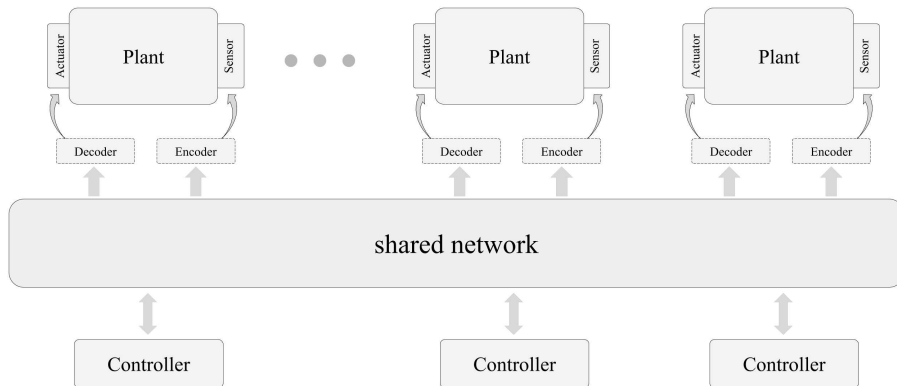 Actuator
Plant
Sensor
Actuator
Plant
Sensor
Actuator
Plant
Sensor
Decoder
Encoder
Decoder
Encoder
Decoder
Encoder
shared network
Controller
Controller
Controller